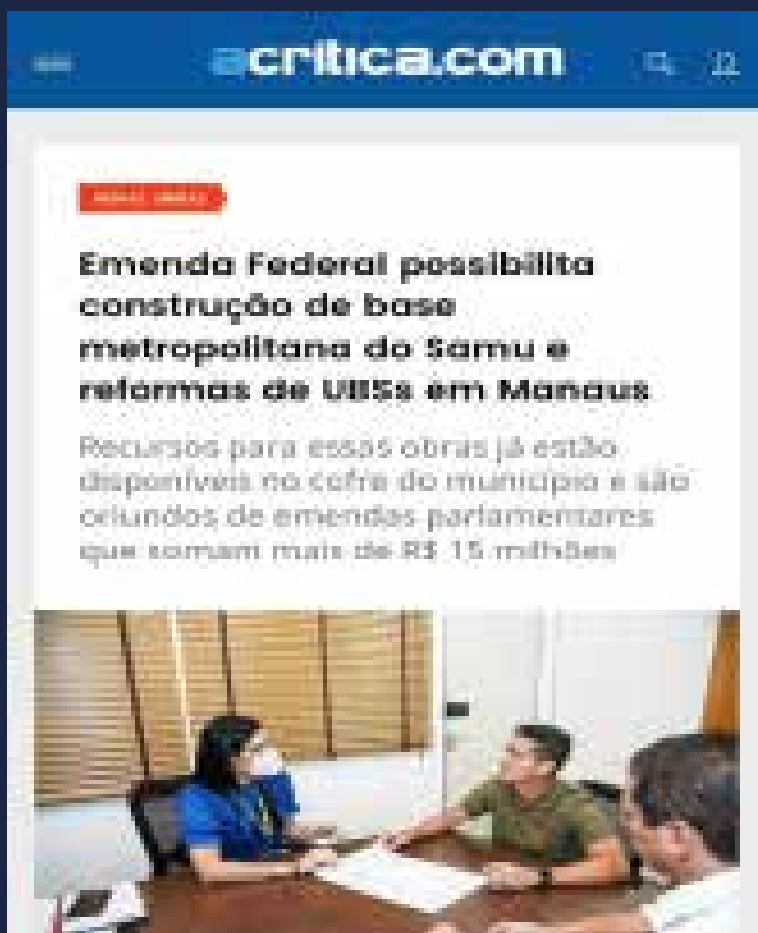 acritica.com
Emenda Federal possibilita
construção de base
metropolitana do Samu e
reformas de UBSs em Manaus
Recursos para essas obras já estão
disponíveis no cofre do município e são
oriundos de emendas parlamentares
que somam mais de R$ 15 milhões